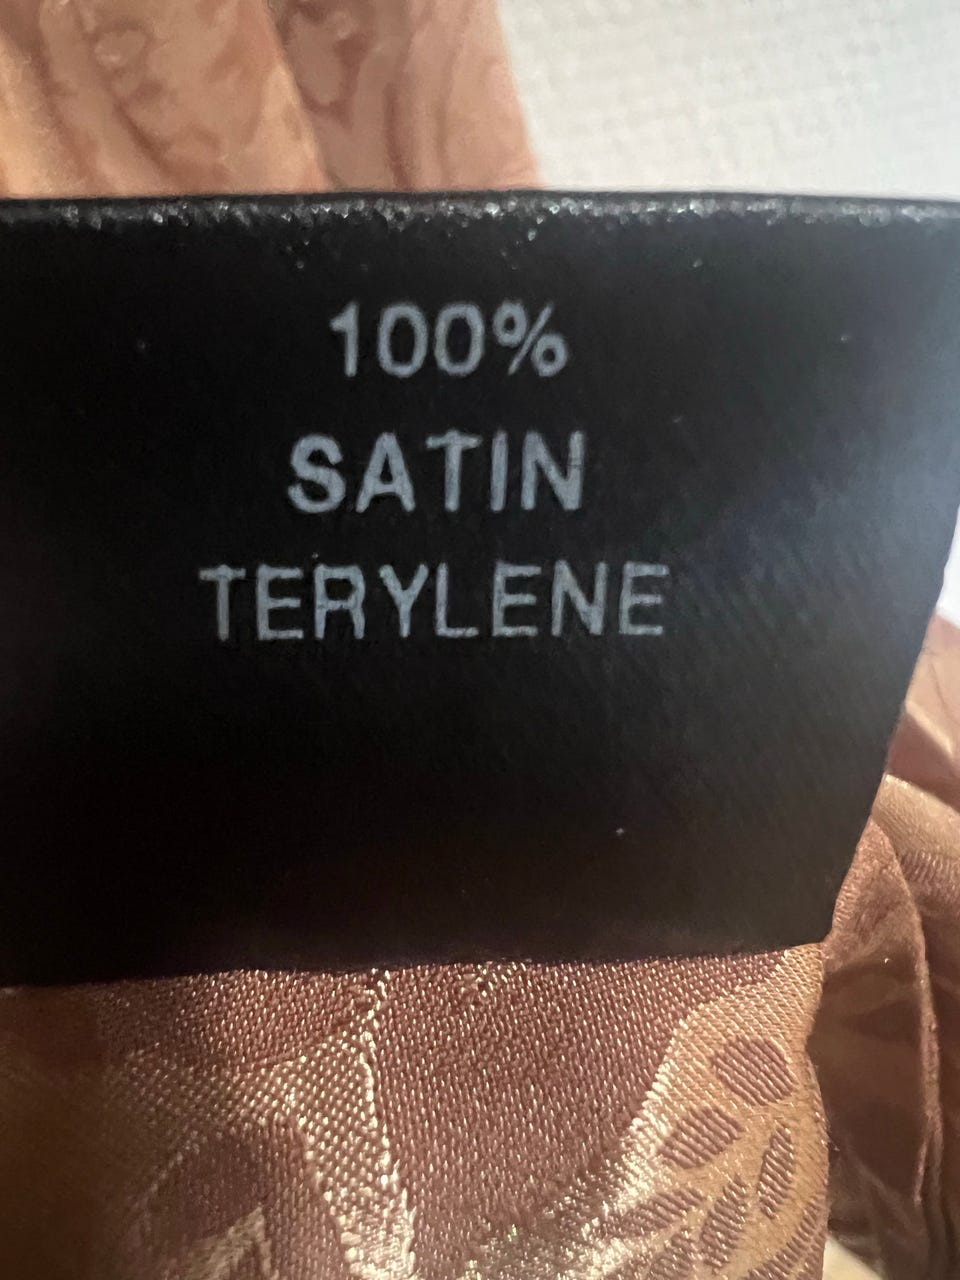 100%
SATIN
TERYLENE